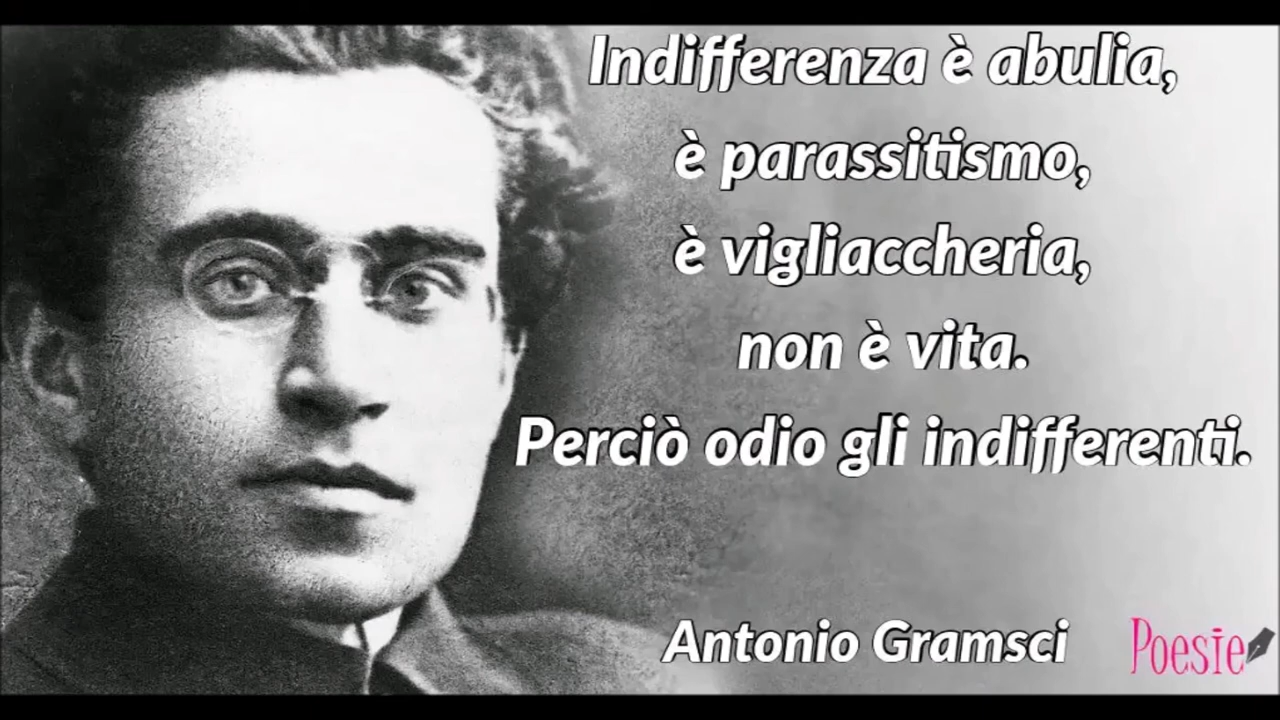 Indifferenza è abulia,
è parassitismo,
è vigliaccheria,
non è vita.
Perciò odio gli indifferenti.
Antonio Gramsci
Poesie